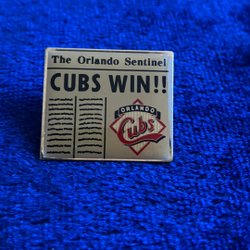 The Orlando Sentinel
CUBS WIN!!
ORLANDO
Cubs